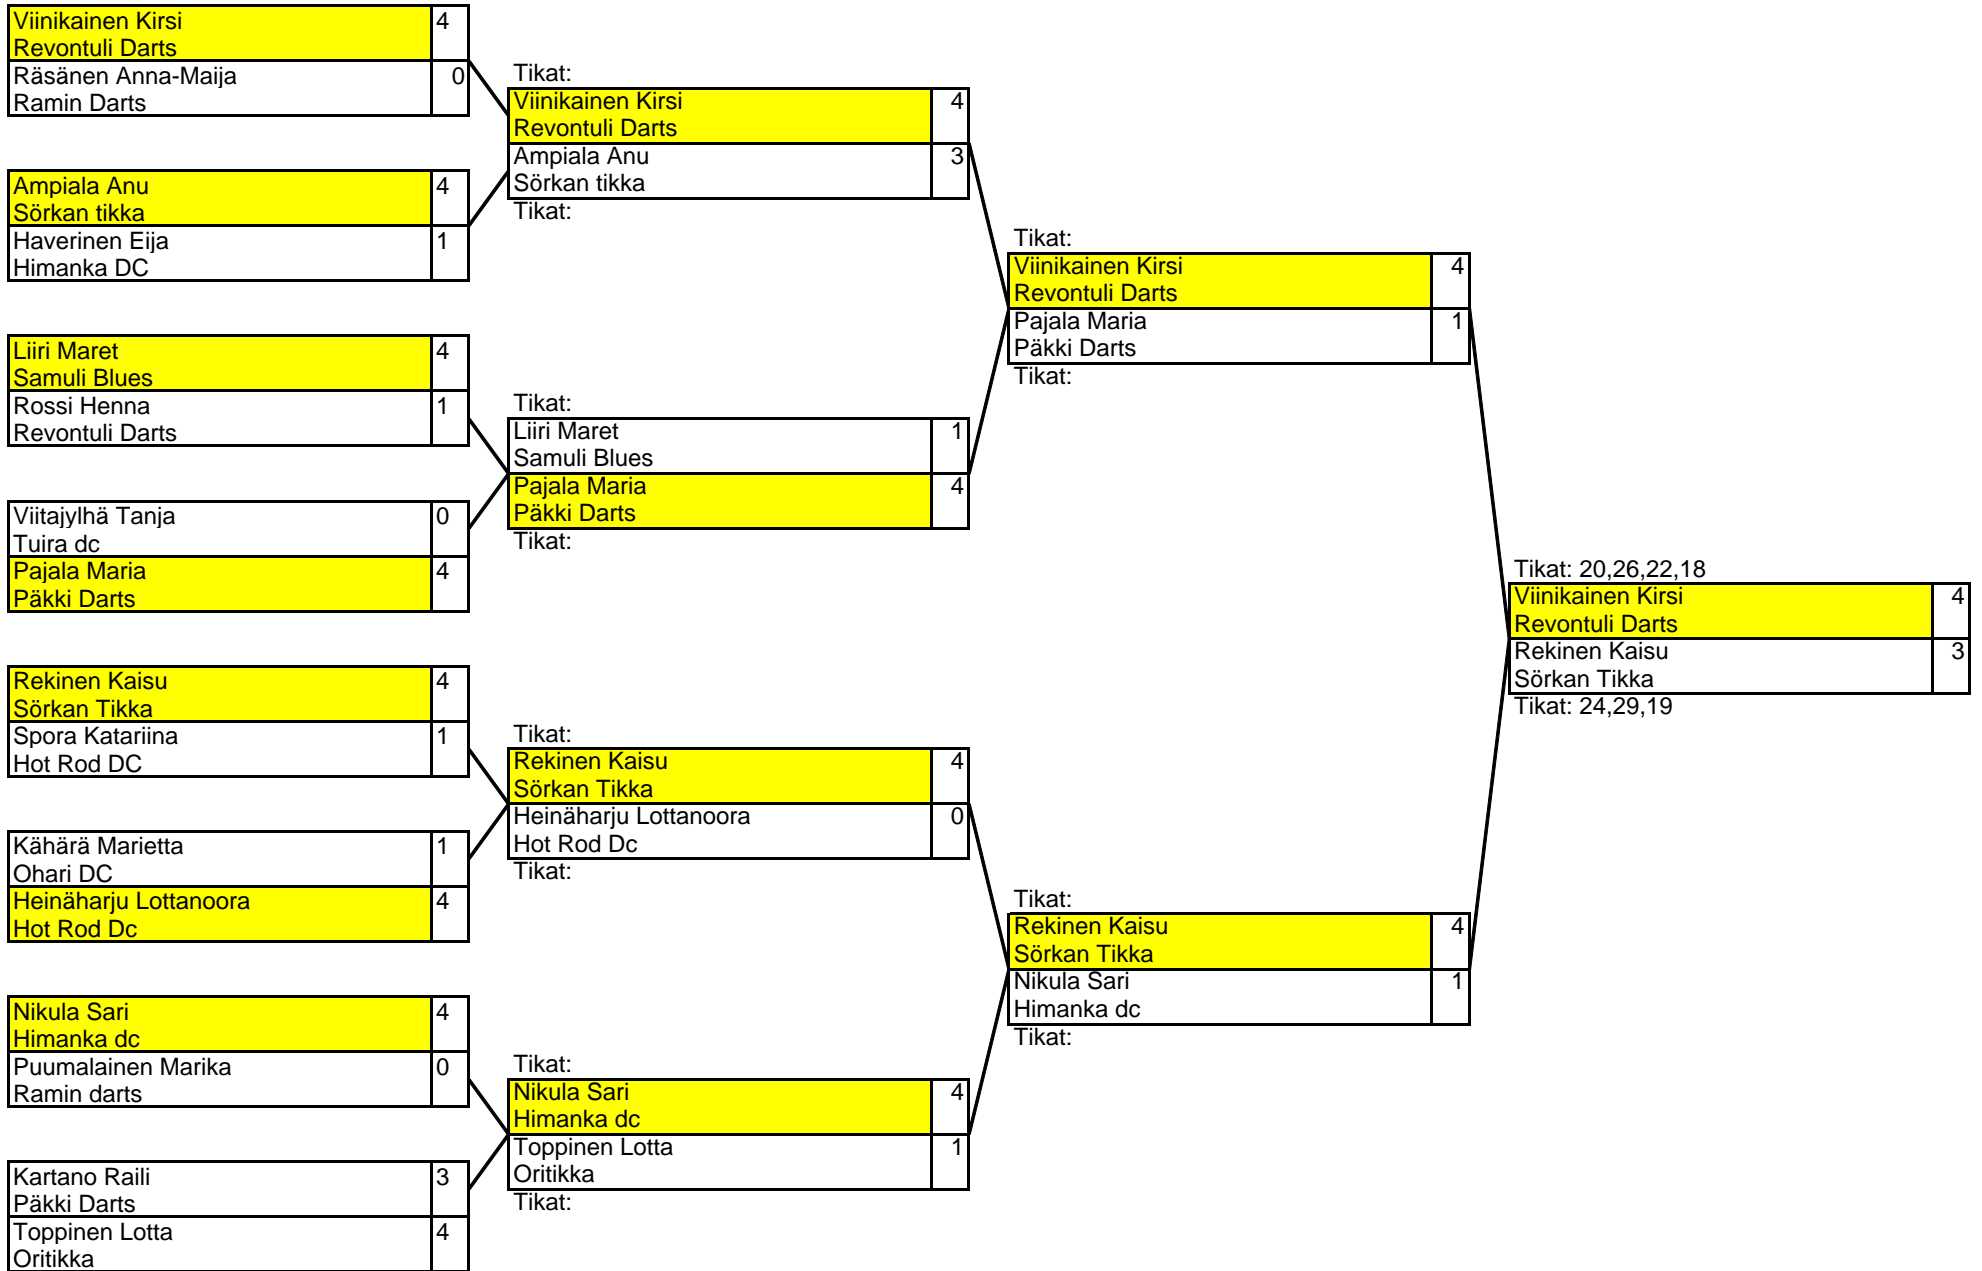 Viinikainen Kirsi 4
Revontuli Darts
Räsänen Anna-Maija 0
Ramin Darts
Ampiala Anu 4
Sörkan tikka
Haverinen Eija 1
Himanka DC
Liiri Maret 4
Samuli Blues
Rossi Henna 1
Revontuli Darts
Viitajylhä Tanja 0
Tuira dc
Pajala Maria 4
Päkki Darts
Rekinen Kaisu 4
Sörkan Tikka
Spora Katariina 1
Hot Rod DC
Kähärä Marietta 1
Ohari DC
Heinäharju Lottanoora 4
Hot Rod Dc
Nikula Sari 4
Himanka dc
Puumalainen Marika 0
Ramin darts
Kartano Raili 3
Päkki Darts
Toppinen Lotta 4
Oritikka
Tikat:
Viinikainen Kirsi 4
Revontuli Darts
Ampiala Anu 3
Sörkan tikka
Tikat:
Tikat:
Liiri Maret 1
Samuli Blues
Pajala Maria 4
Päkki Darts
Tikat:
Tikat:
Rekinen Kaisu 4
Sörkan Tikka
Heinäharju Lottanoora 0
Hot Rod Dc
Tikat:
Tikat:
Nikula Sari 4
Himanka dc
Toppinen Lotta 1
Oritikka
Tikat:
Tikat:
Viinikainen Kirsi 4
Revontuli Darts
Pajala Maria 1
Päkki Darts
Tikat:
Tikat:
Rekinen Kaisu 4
Sörkan Tikka
Nikula Sari 1
Himanka dc
Tikat:
Tikat: 20,26,22,18
Viinikainen Kirsi 4
Revontuli Darts
Rekinen Kaisu 3
Sörkan Tikka
Tikat: 24,29,19